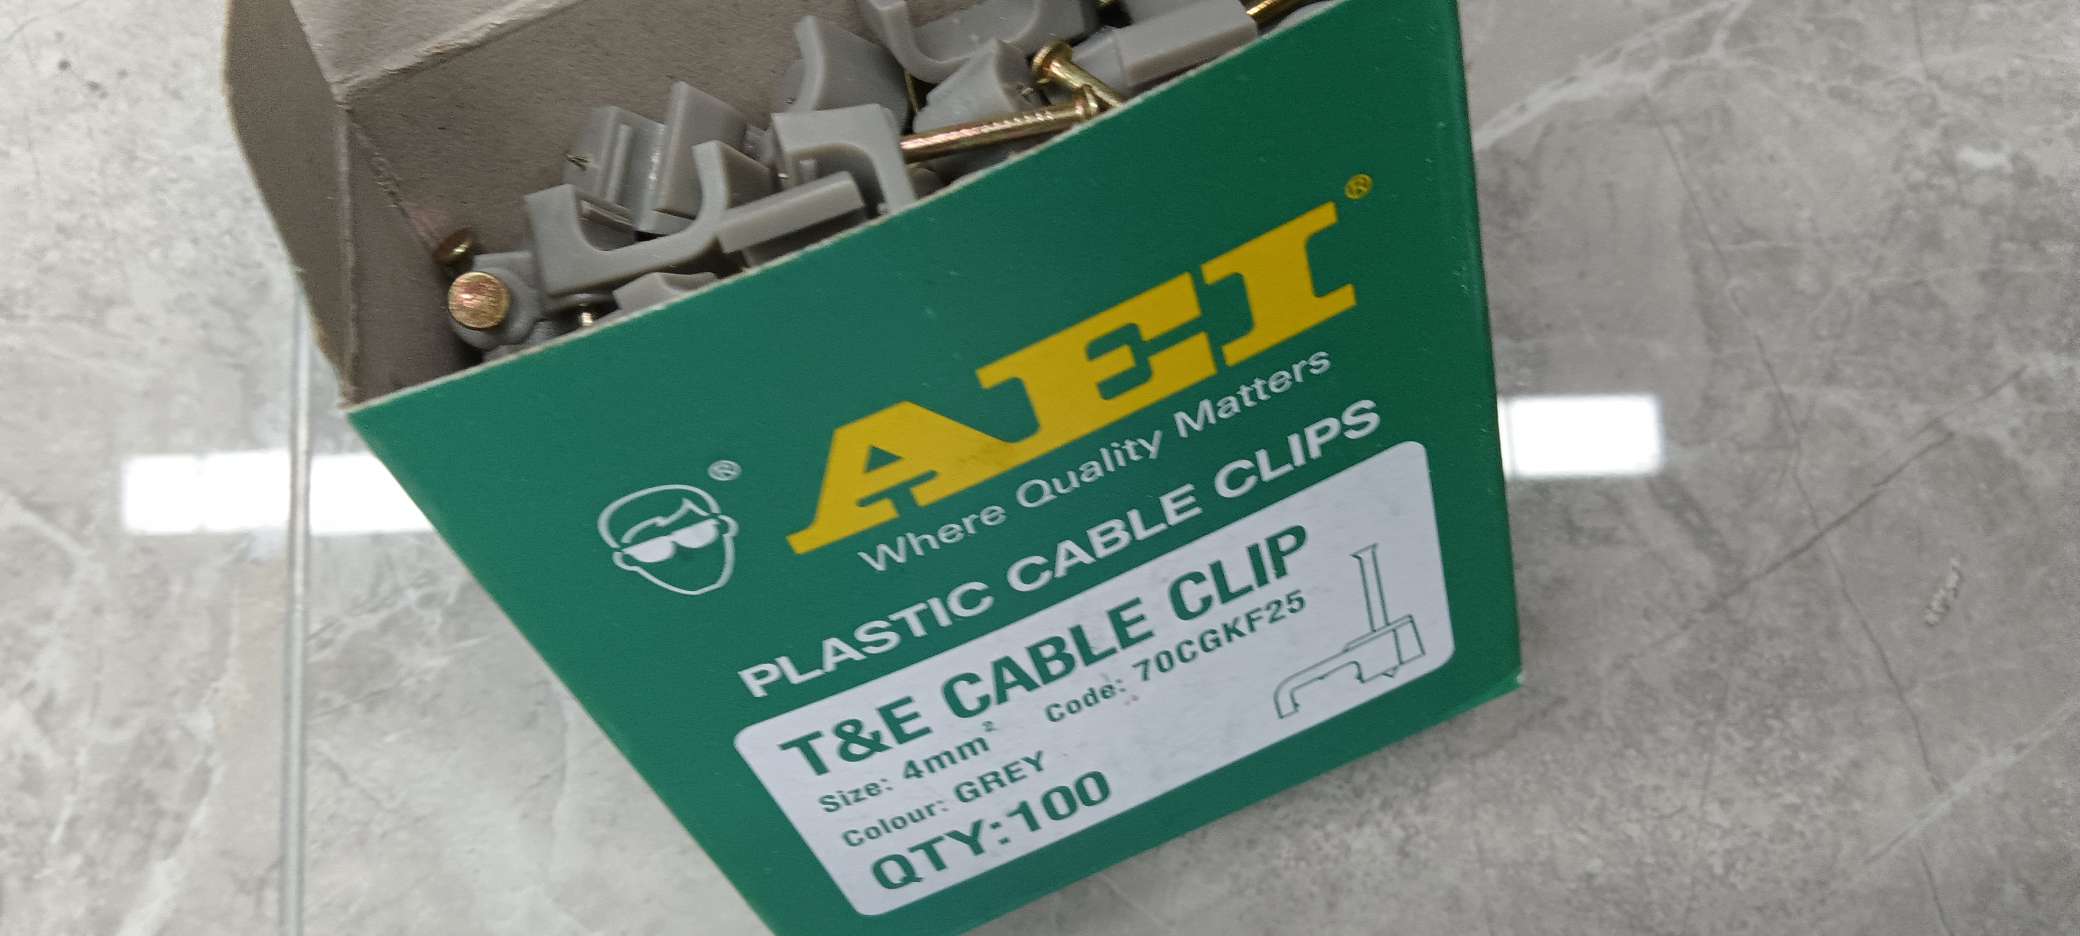 AEI®
Where Quality Matters
®
PLASTIC CABLE CLIPS
T&E CABLE CLIP
Size: 4mm² Code: 70CGKF25
Colour: GREY
QTY:100